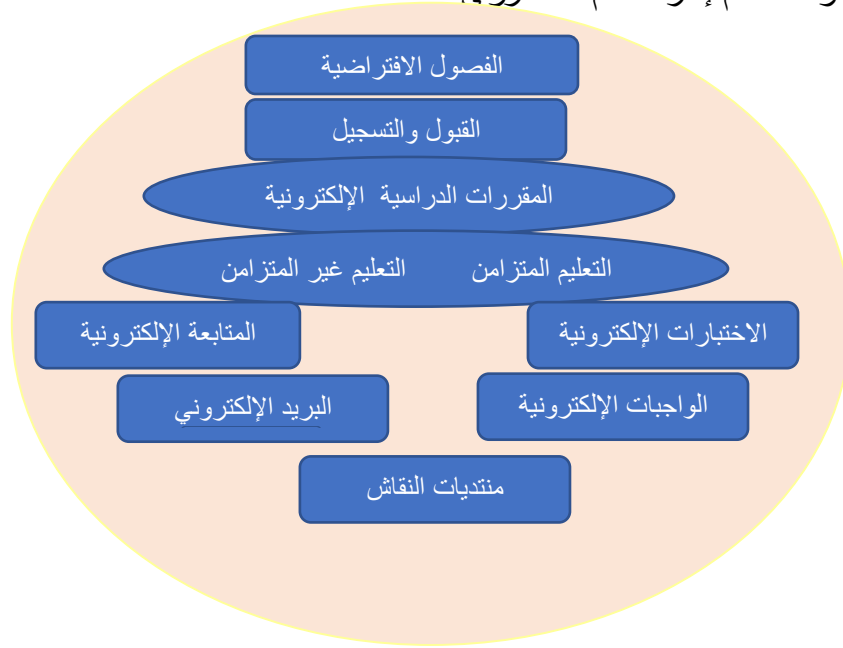 الفصول الافتراضية
القبول والتسجيل
المقررات الدراسية الإلكترونية
التعليم المتزامن التعليم غير المتزامن
الاختبارات الإلكترونية المتابعة الإلكترونية
الواجبات الإلكترونية البريد الإلكتروني
منتديات النقاش